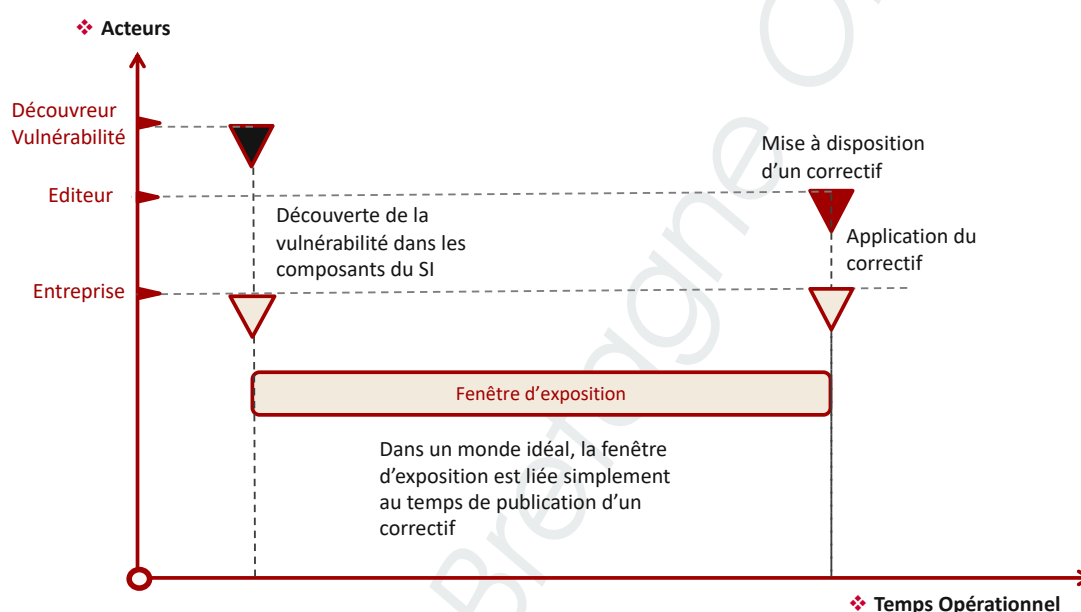 ❖ Acteurs
Découvreur
Vulnérabilité
Mise à disposition
d’un correctif
Editeur
Découverte de la
vulnérabilité dans les
composants du SI
Application du
correctif
Entreprise
Fenêtre d’exposition
Dans un monde idéal, la fenêtre
d’exposition est liée simplement
au temps de publication d’un
correctif
❖ Temps Opérationnel
Bretagne O